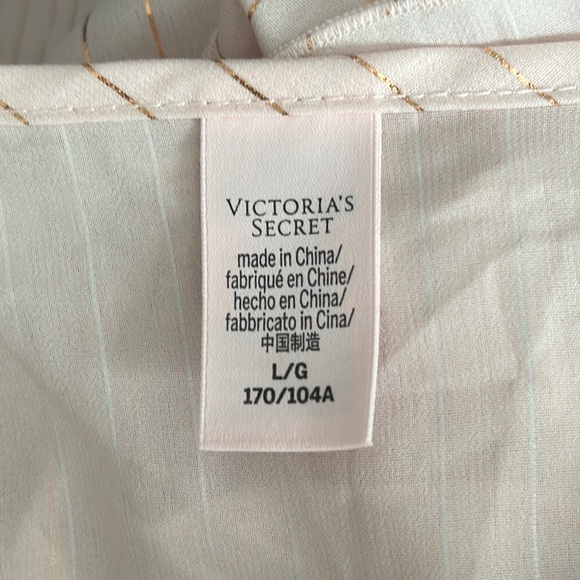 VICTORIA'S
SECRET
made in China/
fabriqué en Chine/
hecho en China/
fabbricato in Cina/
中国制造
L/G
170/104A